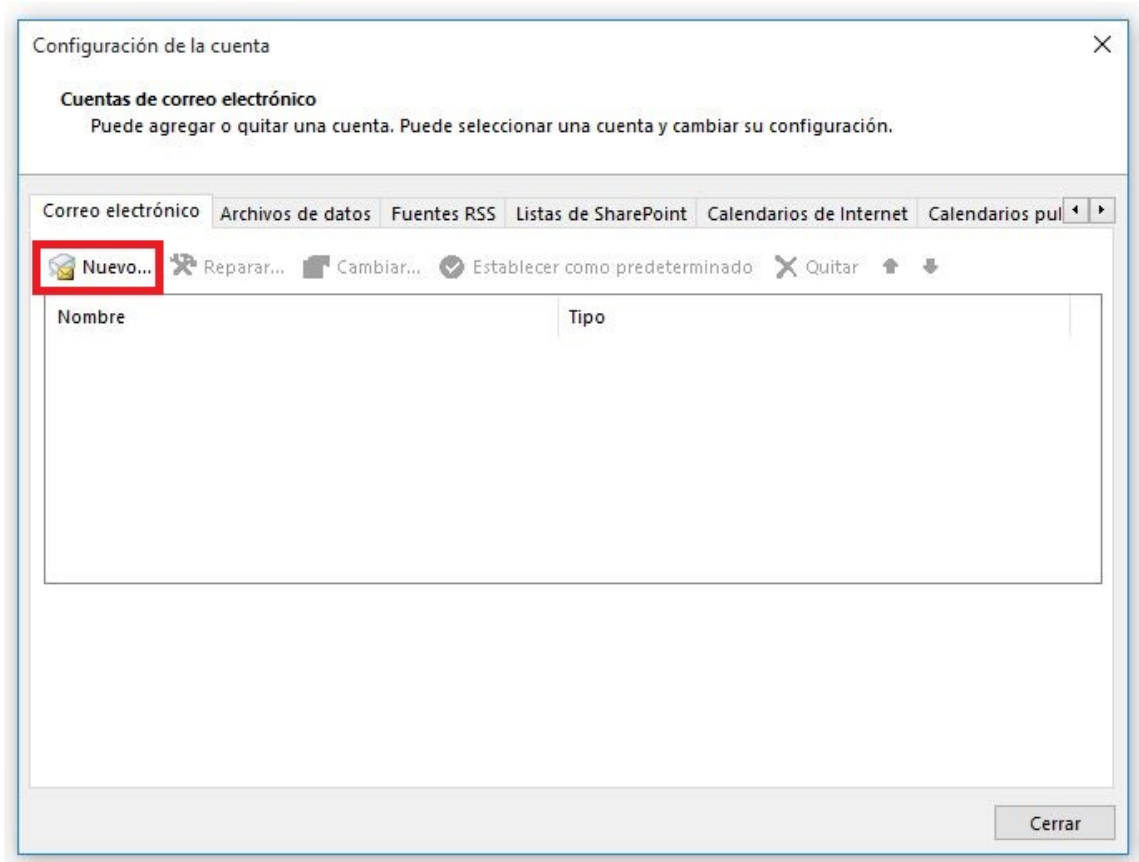 Configuración de la cuenta
Cuentas de correo electrónico
Puede agregar o quitar una cuenta. Puede seleccionar una cuenta y cambiar su configuración.
Correo electrónico Archivos de datos Fuentes RSS Listas de SharePoint Calendarios de Internet Calendarios pul
Nuevo... Reparar... Cambiar... Establecer como predeterminado Quitar
Nombre Tipo
Cerrar